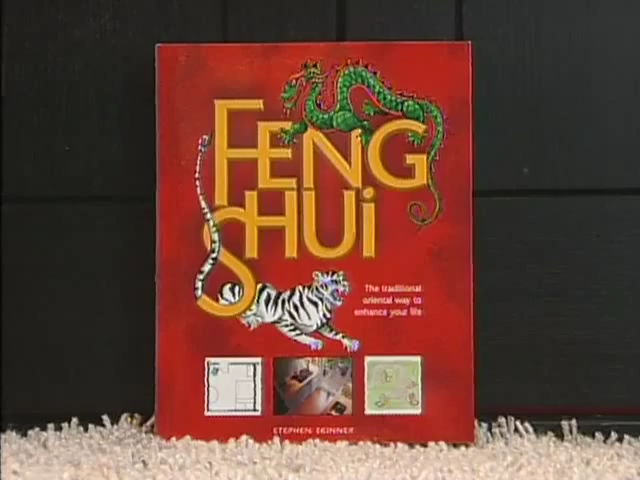 FENG
SHUi
The traditional
oriental way to
enhance your life
STEPHEN SKINNER